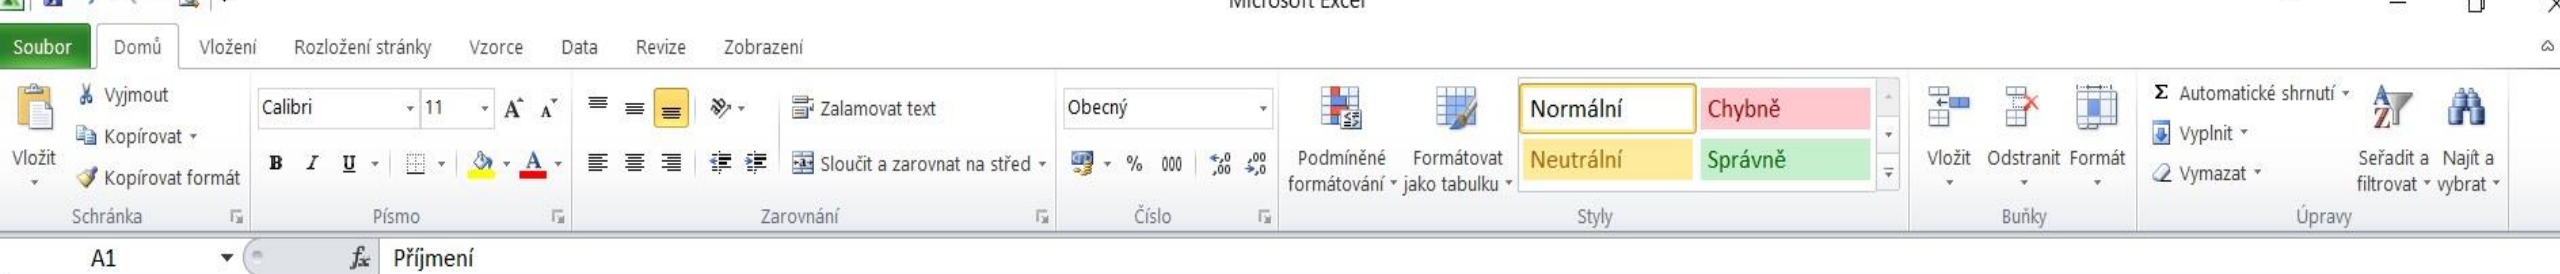 Microsoft Excel
Soubor Domů Vložení Rozložení stránky Vzorce Data Revize Zobrazení
Vložit
Vyjmout
Kopírovat
Kopírovat formát
Schránka
Calibri 11
B I U A
Písmo
Zalamovat text
Sloučit a zarovnat na střed
Zarovnání
Obecný
% 000 ,00 ,00
Číslo
Podmíněné formátování
Formátovat jako tabulku
Normální Chybně
Neutrální Správně
Styly
Vložit Odstranit Formát
Buňky
Σ Automatické shrnutí
Vyplnit
Vymazat
Seřadit a filtrovat
Najít a vybrat
Úpravy
A1 fx Příjmení